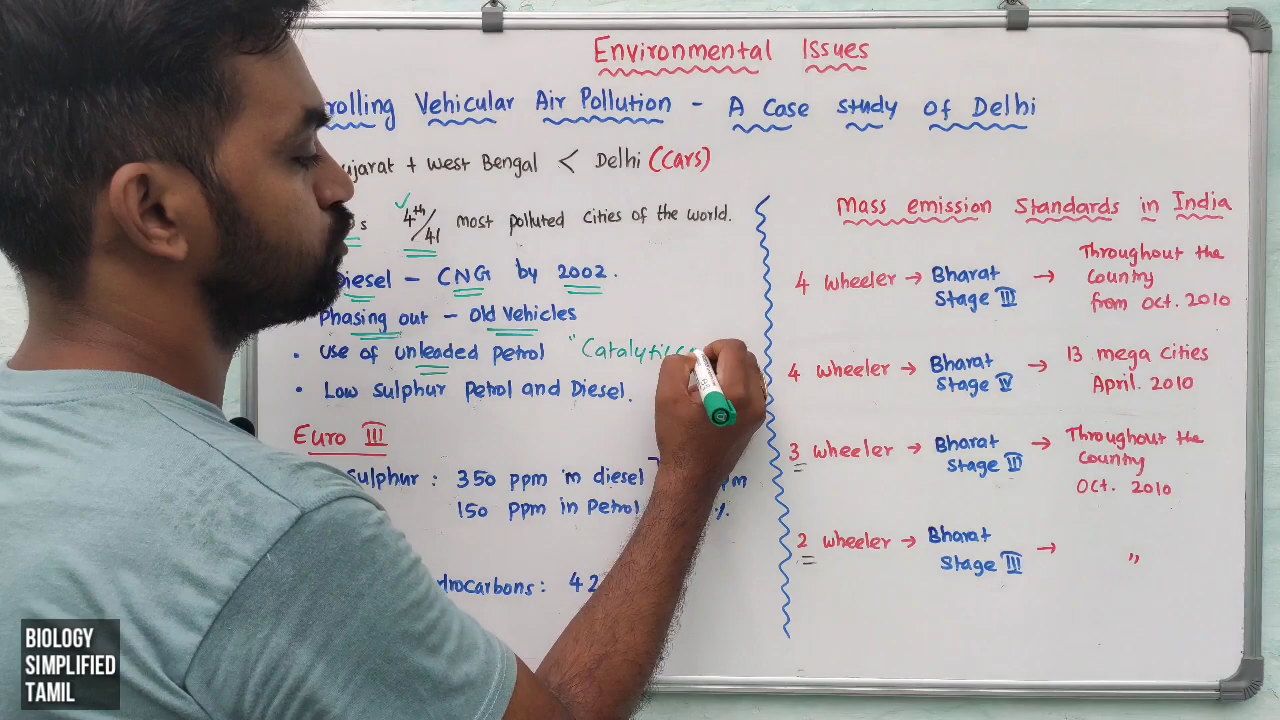 Environmental Issues
rolling Vehicular Air Pollution - A Case study of Delhi
ujarat + West Bengal < Delhi (Cars)
s 4th/41 most polluted cities of the world.
Diesel - CNG by 2002.
Phasing out - Old Vehicles
• Use of unleaded petrol "Catalytic c
• Low sulphur petrol and Diesel.
Euro III
Sulphur : 350 ppm in diesel pm
150 ppm in Petrol %
drocarbons : 42
Mass emission Standards in India
4 wheeler → Bharat Stage III → Throughout the Country from Oct. 2010
4 wheeler → Bharat Stage IV → 13 mega cities April. 2010
3 wheeler → Bharat Stage III → Throughout the Country Oct. 2010
2 wheeler → Bharat Stage III → "
BIOLOGY
SIMPLIFIED
TAMIL